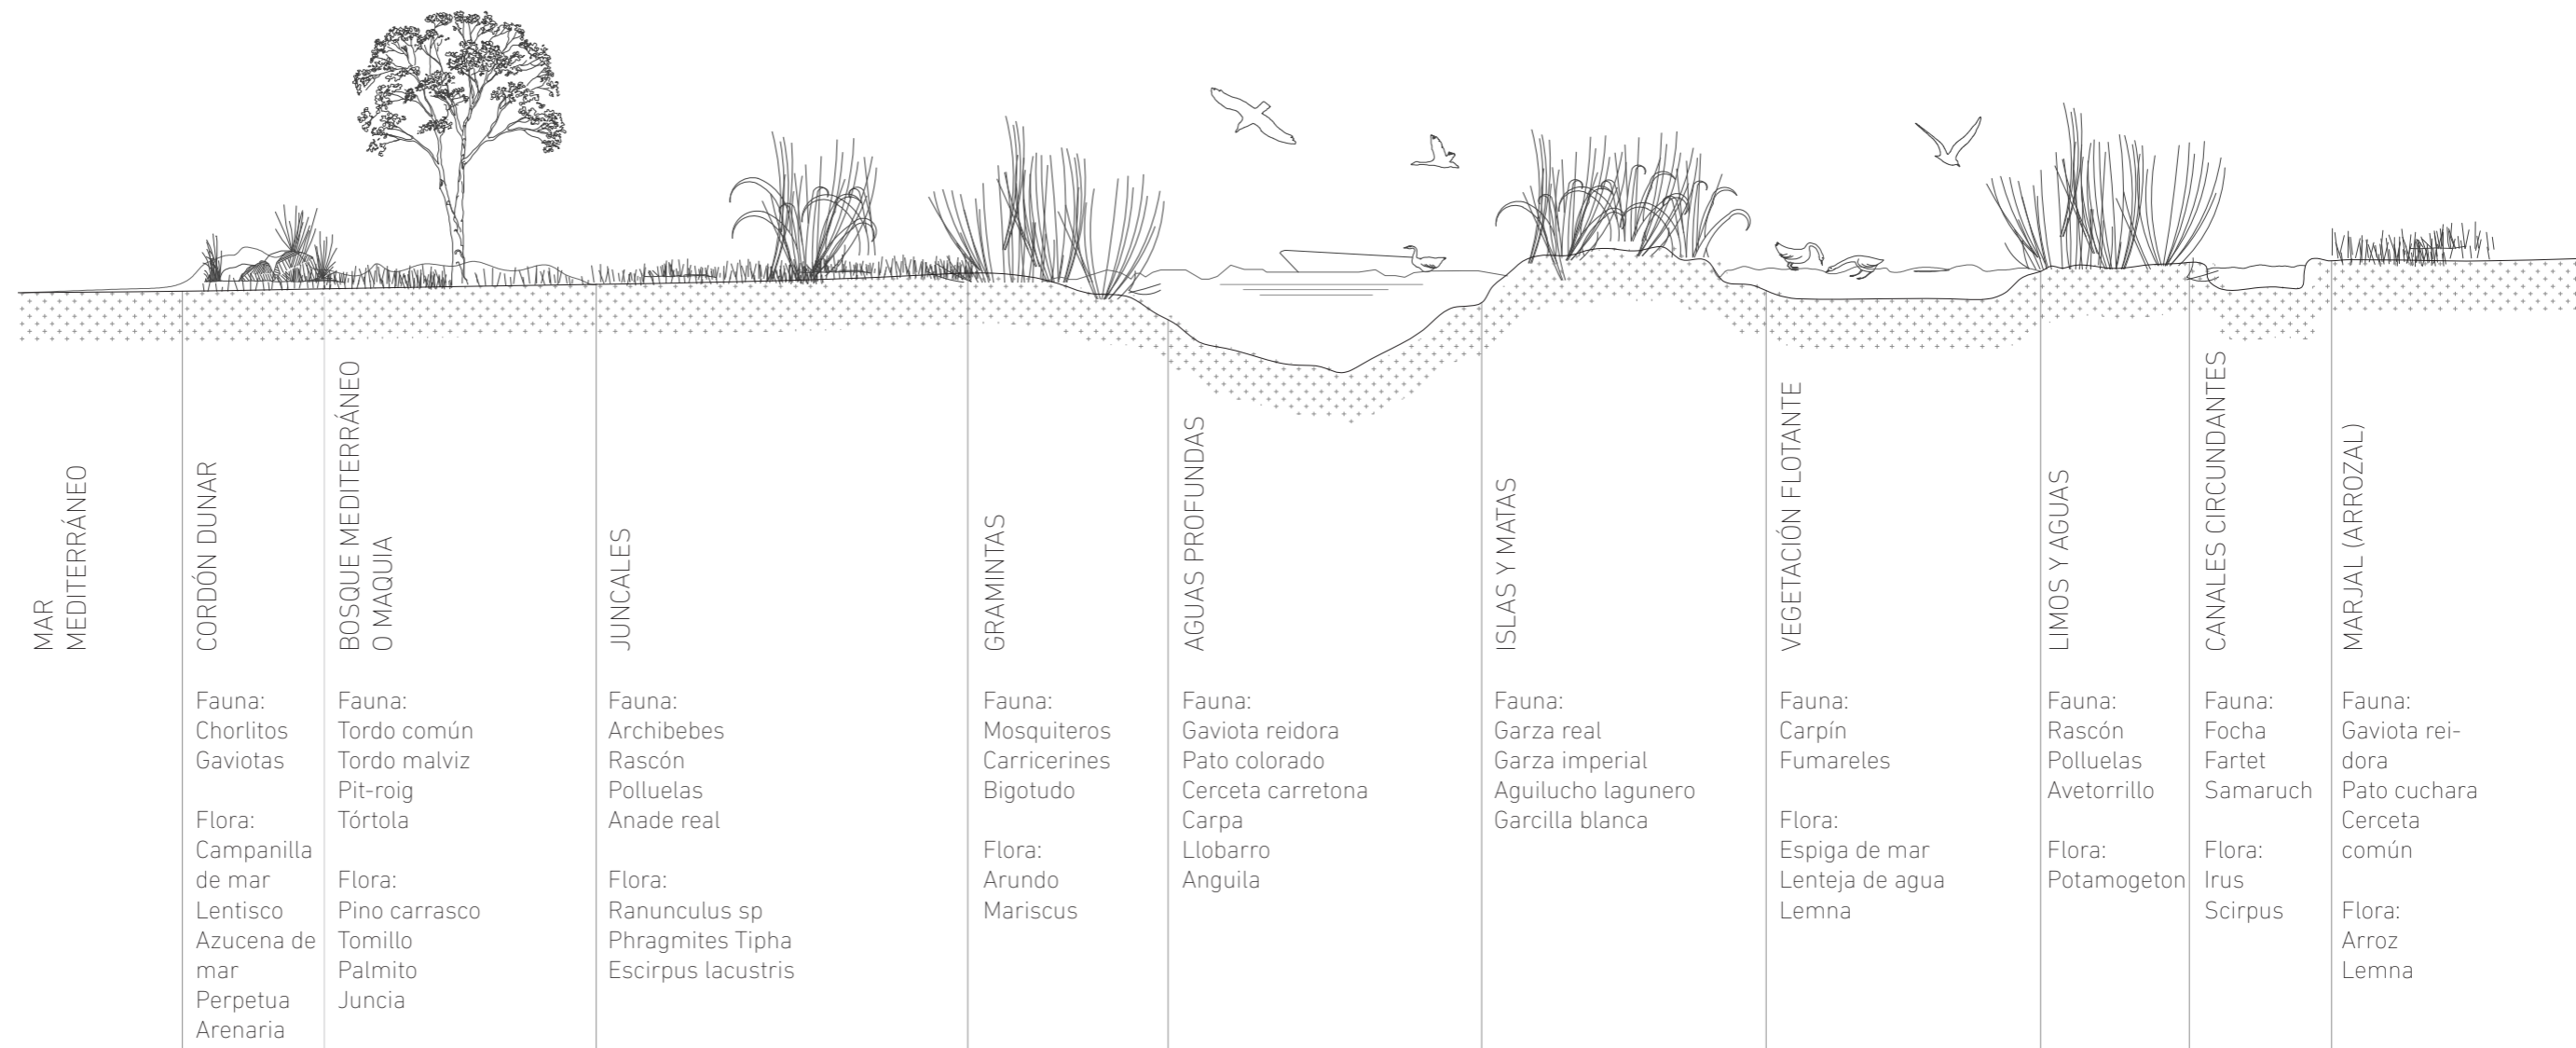 MAR
MEDITERRÁNEO
CORDÓN DUNAR
Fauna:
Chorlitos
Gaviotas
Flora:
Campanilla
de mar
Lentisco
Azucena de
mar
Perpetua
Arenaria
BOSQUE MEDITERRÁNEO
O MAQUIA
Fauna:
Tordo común
Tordo malviz
Pit-roig
Tórtola
Flora:
Pino carrasco
Tomillo
Palmito
Juncia
JUNCALES
Fauna:
Archibebes
Rascón
Polluelas
Anade real
Flora:
Ranunculus sp
Phragmites Tipha
Escirpus lacustris
GRAMINTAS
Fauna:
Mosquiteros
Carricerines
Bigotudo
Flora:
Arundo
Mariscus
AGUAS PROFUNDAS
Fauna:
Gaviota reidora
Pato colorado
Cerceta carretona
Carpa
Llobarro
Anguila
ISLAS Y MATAS
Fauna:
Garza real
Garza imperial
Aguilucho lagunero
Garcilla blanca
VEGETACIÓN FLOTANTE
Fauna:
Carpín
Fumareles
Flora:
Espiga de mar
Lenteja de agua
Lemna
LIMOS Y AGUAS
Fauna:
Rascón
Polluelas
Avetorrillo
Flora:
Potamogeton
CANALES CIRCUNDANTES
Fauna:
Focha
Fartet
Samaruch
Flora:
Irus
Scirpus
MARJAL (ARROZAL)
Fauna:
Gaviota rei-
dora
Pato cuchara
Cerceta
común
Flora:
Arroz
Lemna